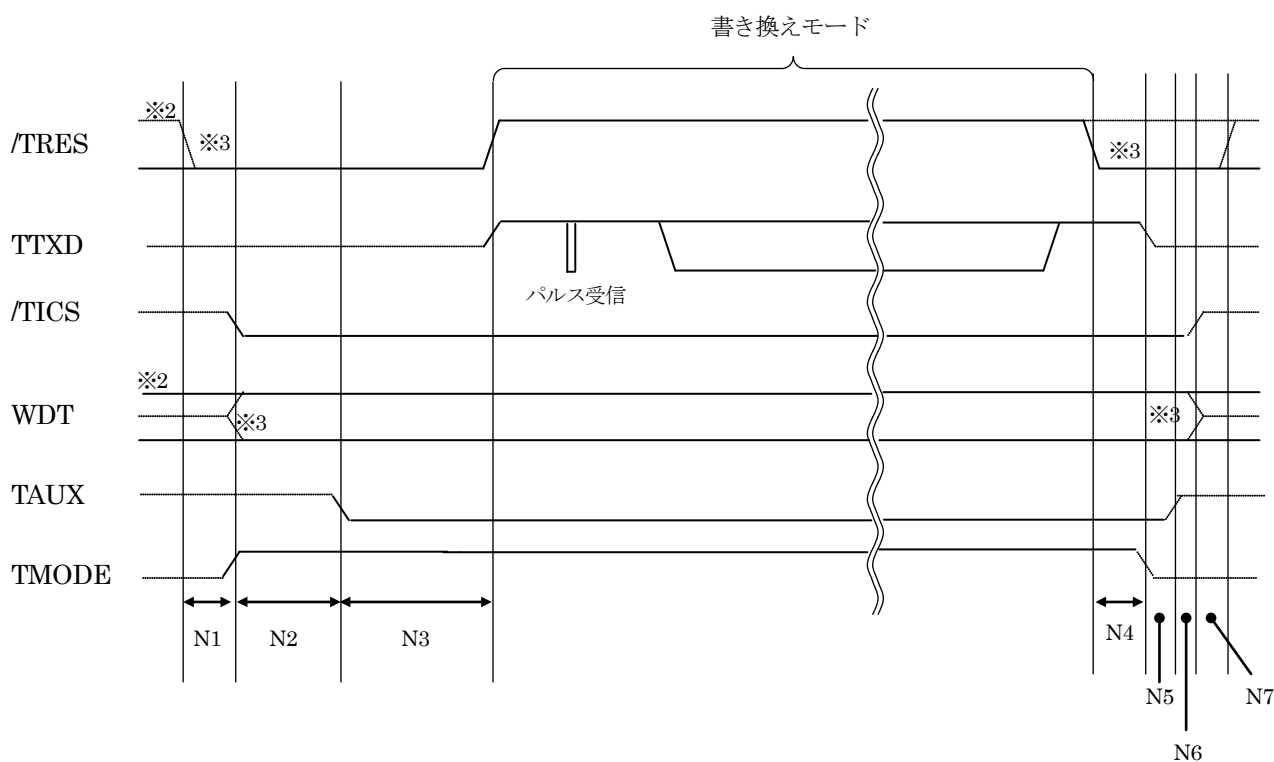 書き換えモード
※2
/TRES
※3
※3
TTXD
パルス受信
/TICS
※2
WDT
※3
※3
TAUX
TMODE
N1
N2
N3
N4
N5
N7
N6